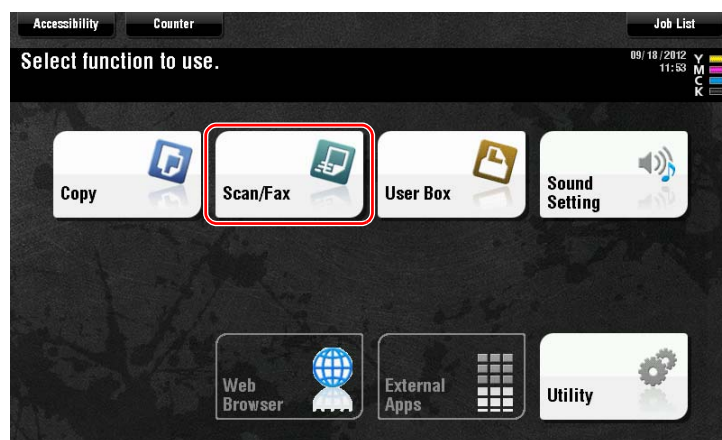 Accessibility Counter Job List
Select function to use.
09/18/2012
11:53
Y
M
C
K
Copy
Scan/Fax
User Box
Sound
Setting
Web
Browser
External
Apps
Utility